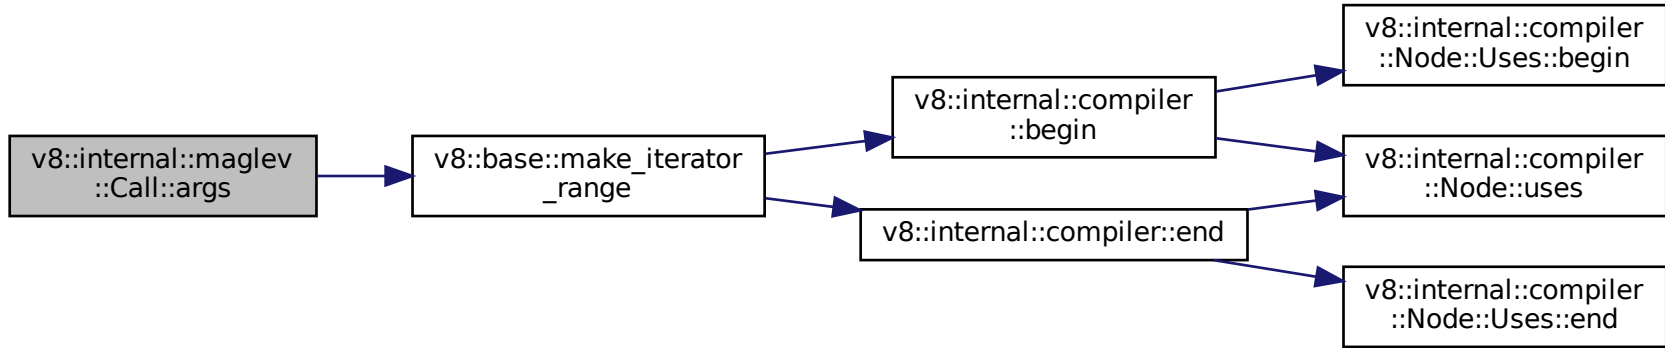 v8::internal::maglev
::Call::args
v8::base::make_iterator
_range
v8::internal::compiler
::begin
v8::internal::compiler::end
v8::internal::compiler
::Node::Uses::begin
v8::internal::compiler
::Node::uses
v8::internal::compiler
::Node::Uses::end